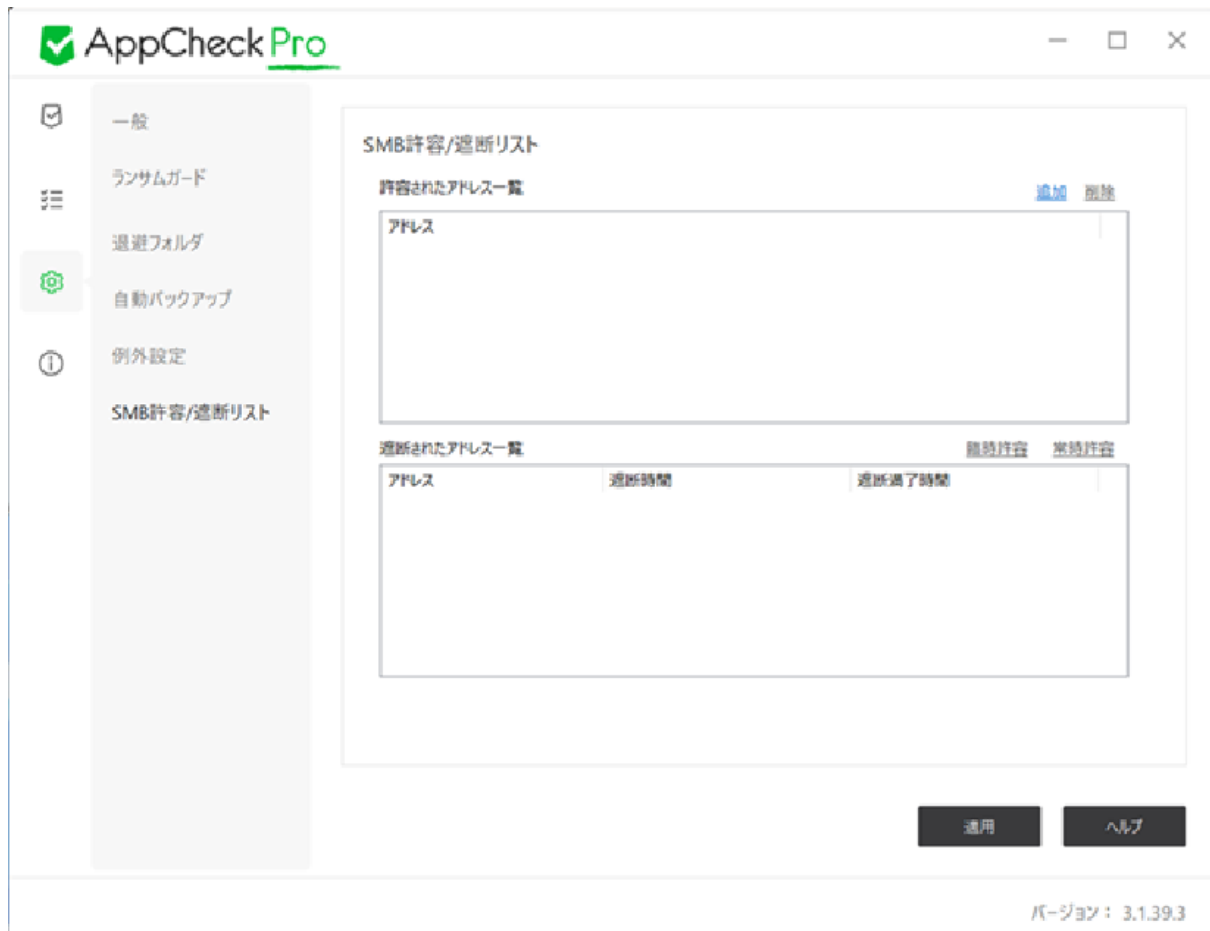 AppCheck Pro
一般
ランサムガード
退避フォルダ
自動バックアップ
例外設定
SMB許容/遮断リスト
SMB許容/遮断リスト
許容されたアドレス一覧
追加 削除
アドレス
遮断されたアドレス一覧
臨時許容 常時許容
アドレス 遮断時間 遮断満了時間
適用 ヘルプ
バージョン： 3.1.39.3